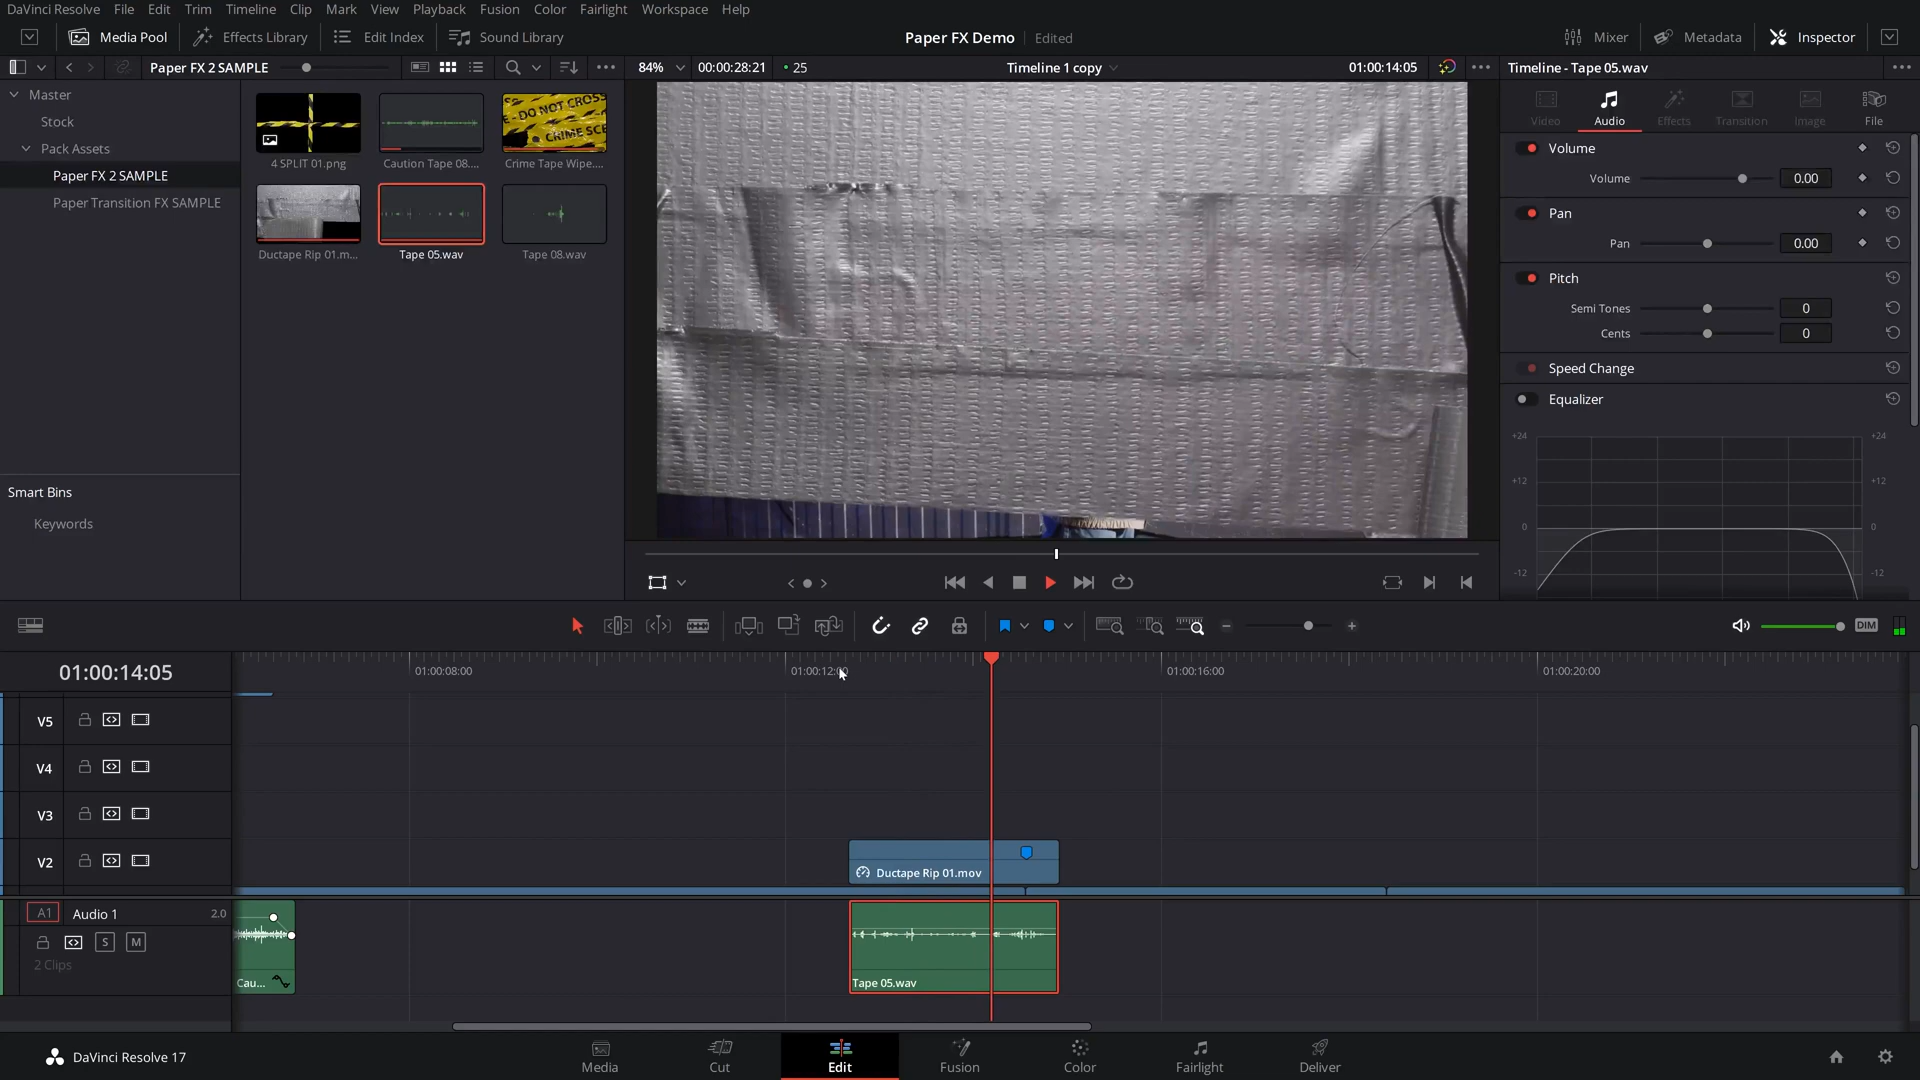 DaVinci Resolve File Edit Trim Timeline Clip Mark View Playback Fusion Color Fairlight Workspace Help
Media Pool Effects Library Edit Index Sound Library Paper FX Demo Edited Mixer Metadata Inspector
Paper FX 2 SAMPLE 84% 00:00:28:21 25 Timeline 1 copy 01:00:14:05 Timeline - Tape 05.wav
Master
Stock
Pack Assets
Paper FX 2 SAMPLE
Paper Transition FX SAMPLE
Smart Bins
Keywords
E - DO NOT CROSS
CRIME SCE
4 SPLIT 01.png Caution Tape 08.... Crime Tape Wipe....
Ductape Rip 01.m... Tape 05.wav Tape 08.wav
Video Audio Effects Transition Image File
Volume
Volume 0.00
Pan
Pan 0.00
Pitch
Semi Tones 0
Cents 0
Speed Change
Equalizer
+24 +24
+12 +12
0 0
-12 -12
DIM
01:00:14:05 01:00:08:00 01:00:12:00 01:00:16:00 01:00:20:00
V5
V4
V3
V2
Ductape Rip 01.mov
A1 Audio 1 2.0
S M
2 Clips
Cau... Tape 05.wav
DaVinci Resolve 17 Media Cut Edit Fusion Color Fairlight Deliver